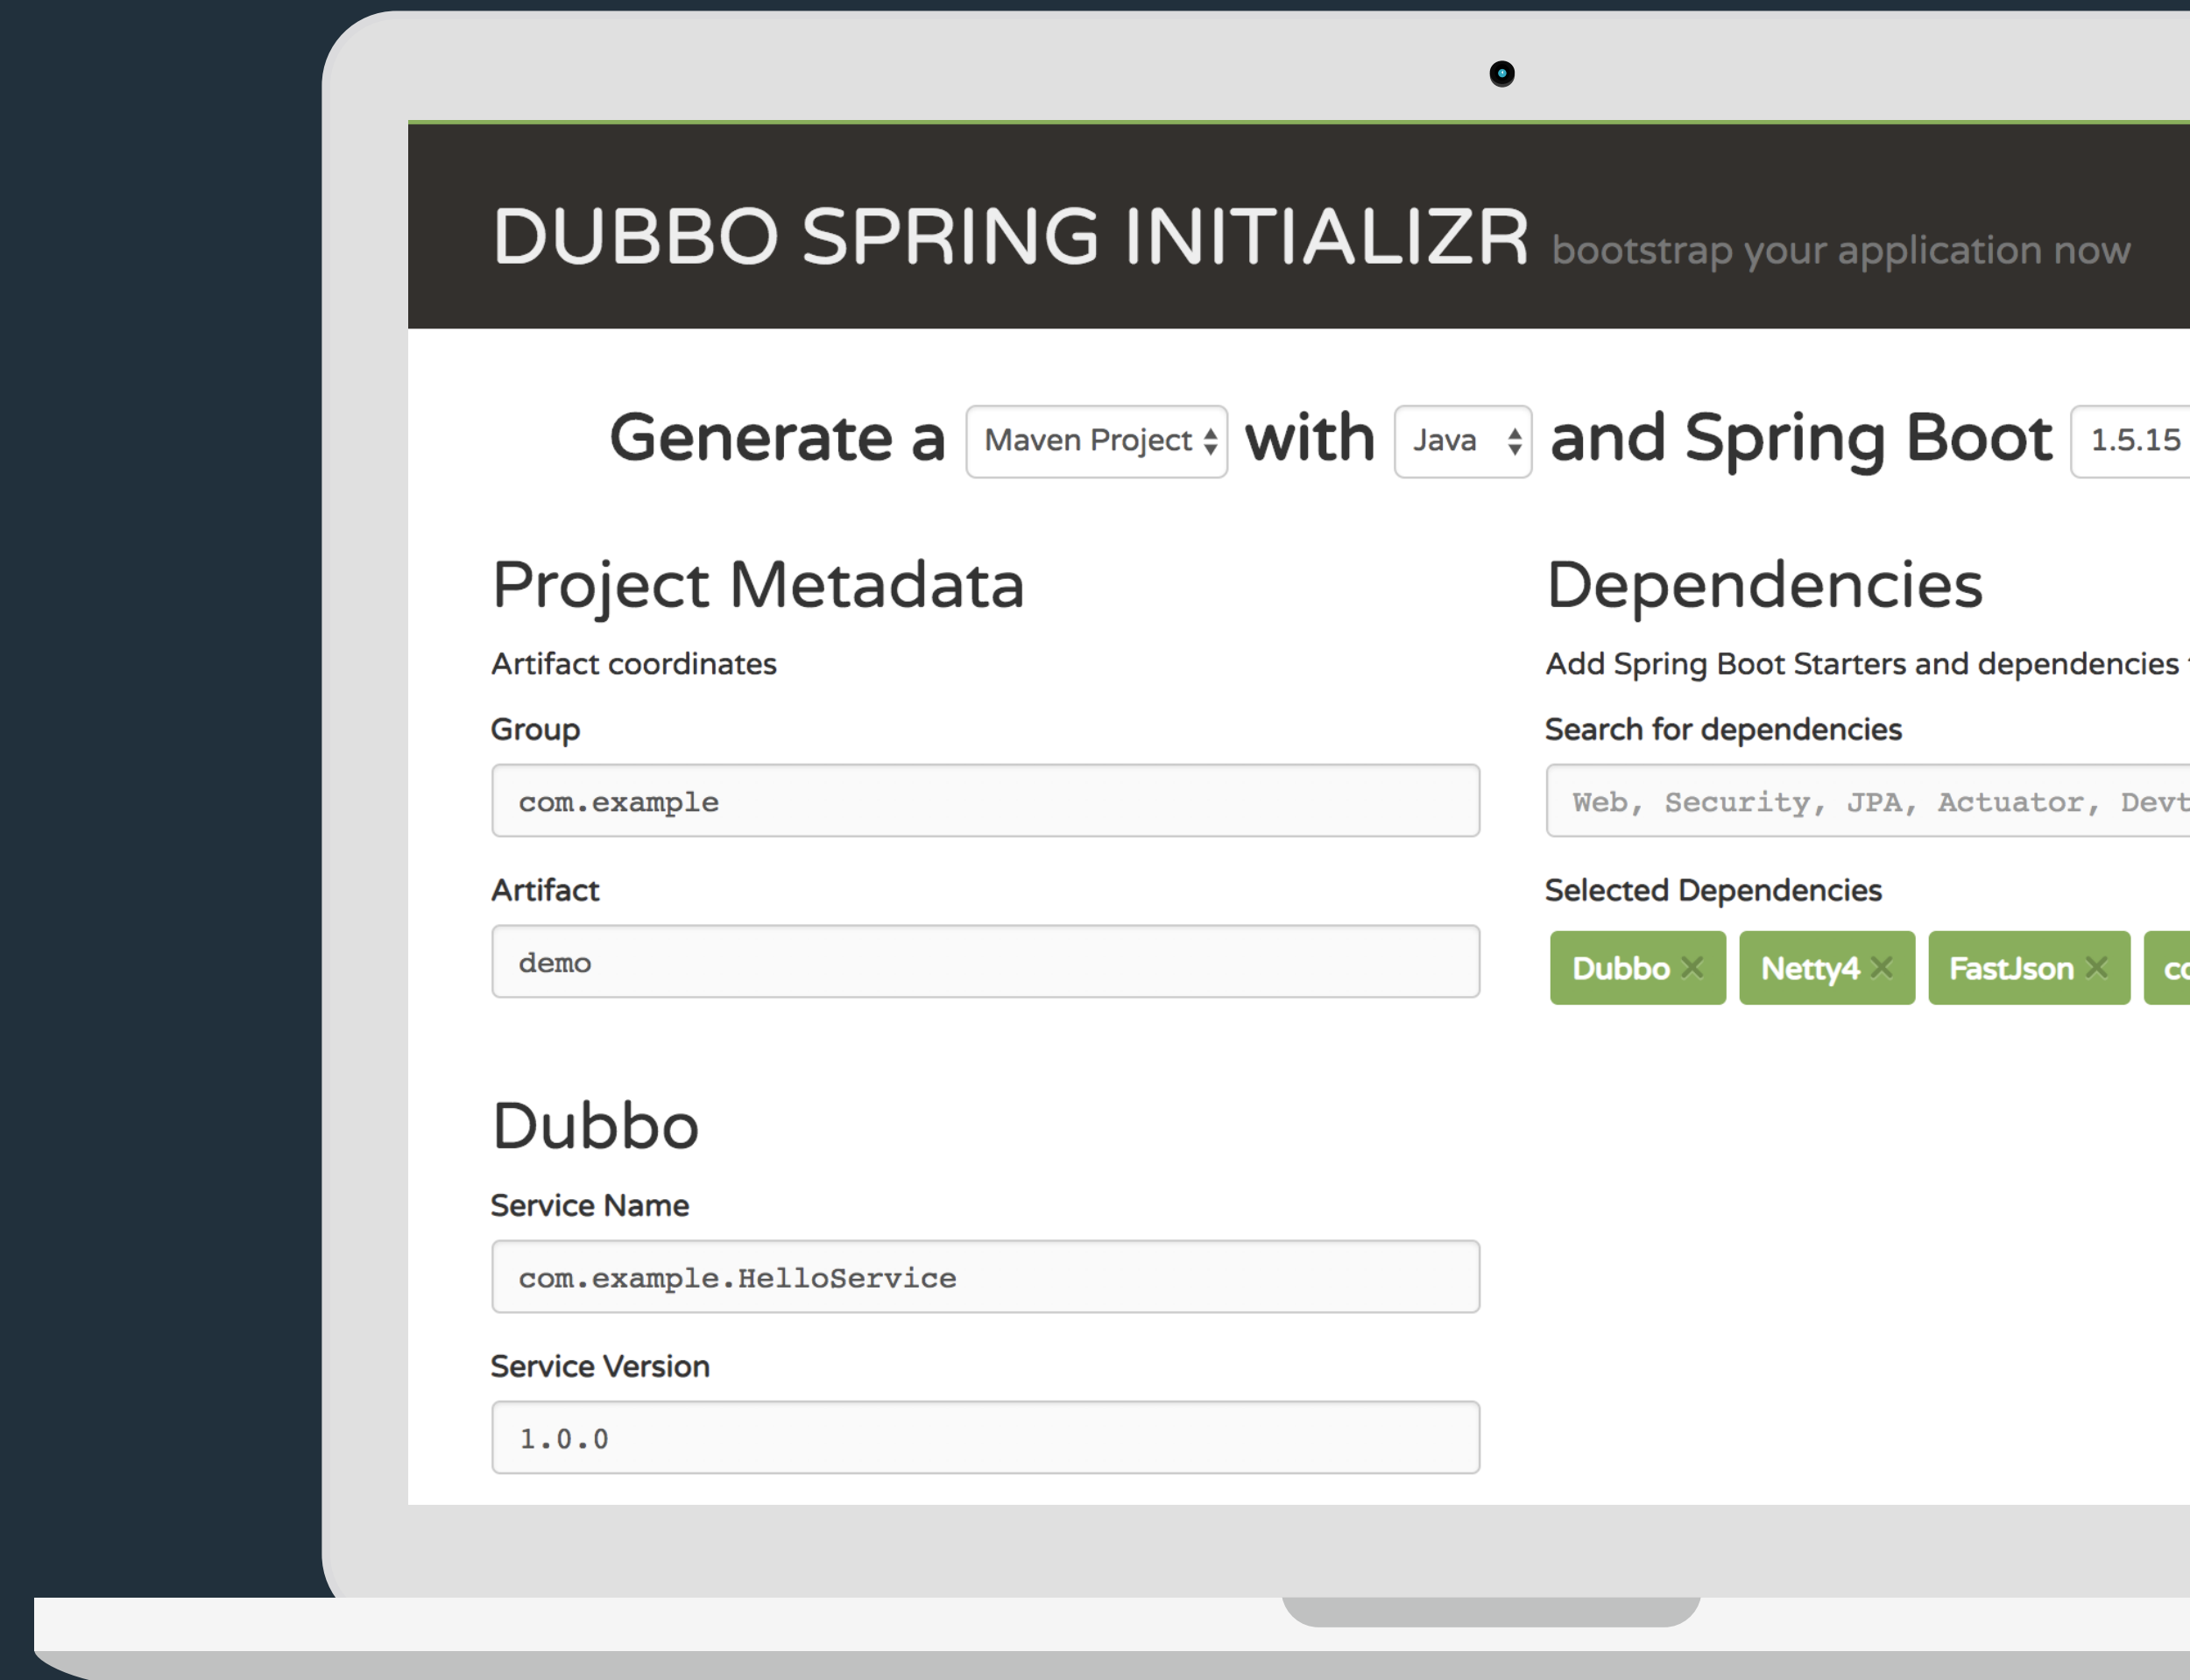 DUBBO SPRING INITIALIZR bootstrap your application now
Generate a Maven Project with Java and Spring Boot 1.5.15
Project Metadata
Artifact coordinates
Group
com.example
Artifact
demo
Dependencies
Add Spring Boot Starters and dependencies
Search for dependencies
Web, Security, JPA, Actuator,
Selected Dependencies
Dubbo × Netty4 × FastJson ×
Dubbo
Service Name
com.example.HelloService
Service Version
1.0.0